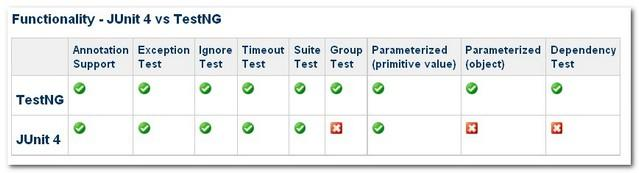 Functionality - JUnit 4 vs TestNG
Annotation Support Exception Test Ignore Test Timeout Test Suite Test Group Test Parameterized (primitive value) Parameterized (object) Dependency Test
TestNG
JUnit 4